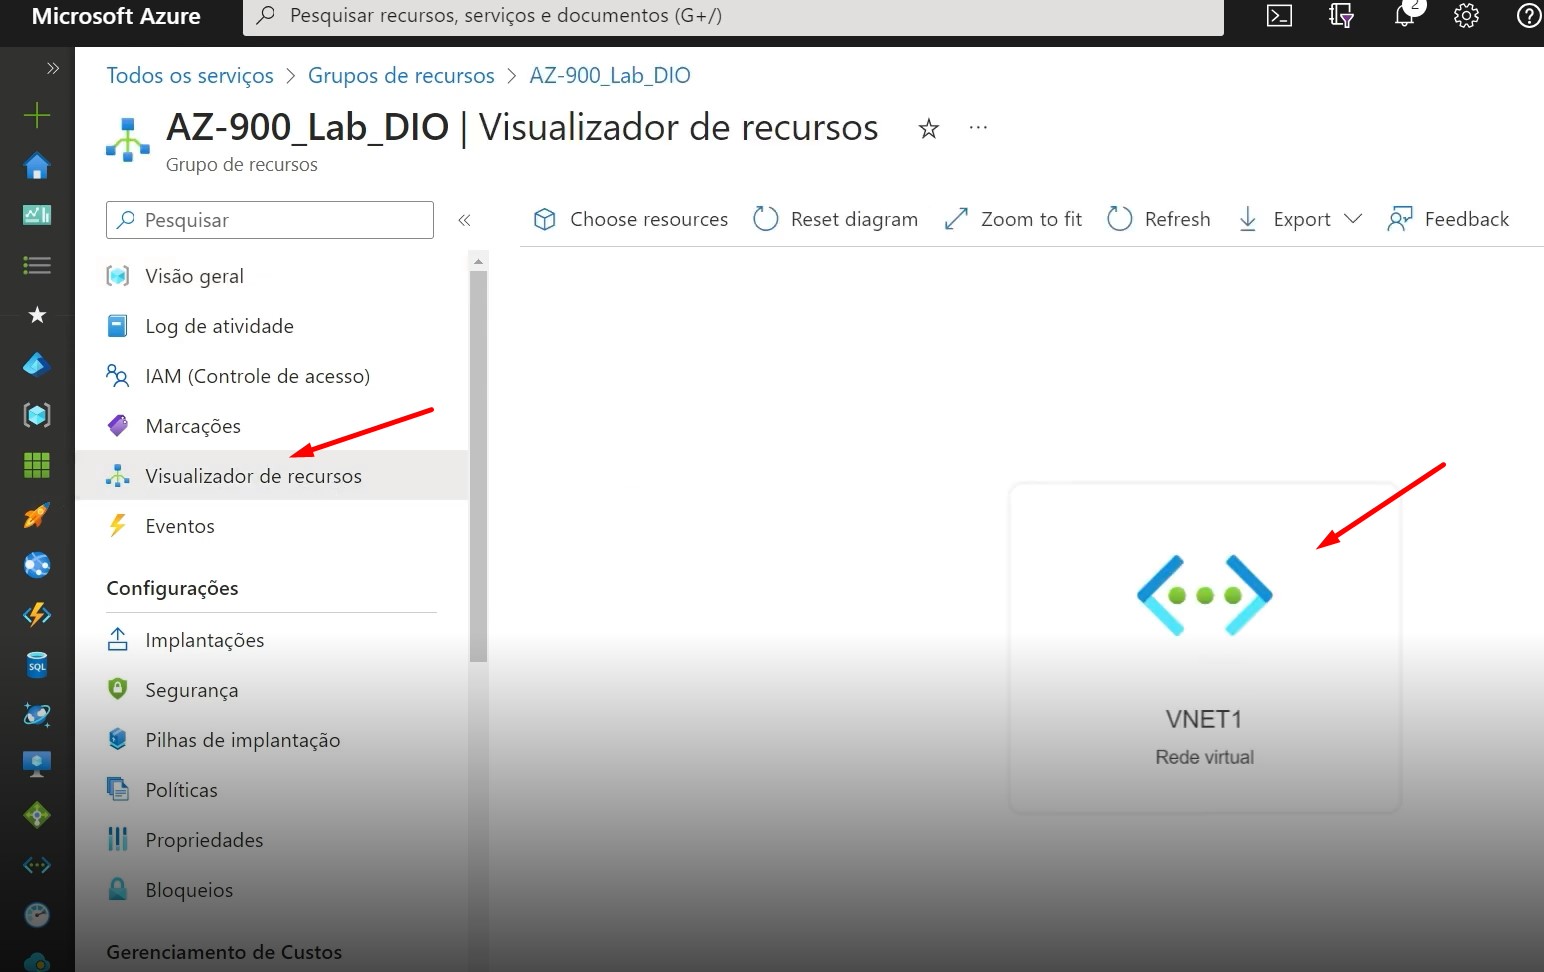 Microsoft Azure
Pesquisar recursos, serviços e documentos (G+/)
2
Todos os serviços > Grupos de recursos > AZ-900_Lab_DIO
AZ-900_Lab_DIO | Visualizador de recursos
Grupo de recursos
Pesquisar
Choose resources Reset diagram Zoom to fit Refresh Export Feedback
Visão geral
Log de atividade
IAM (Controle de acesso)
Marcações
Visualizador de recursos
Eventos
Configurações
Implantações
Segurança
Pilhas de implantação
Políticas
Propriedades
Bloqueios
Gerenciamento de Custos
SQL
VNET1
Rede virtual